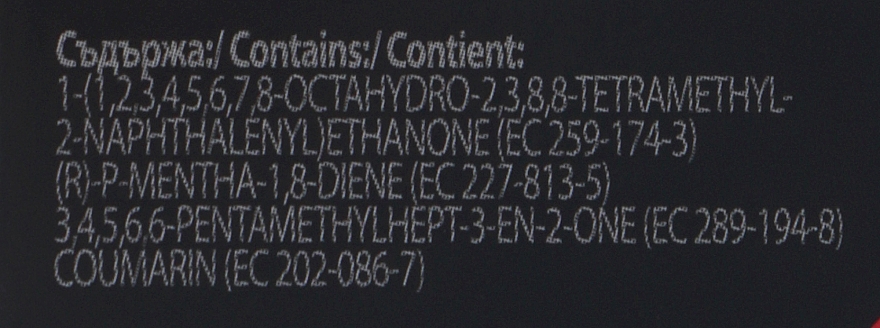 Съдържа:/ Contains:/ Contient:
1-(1,2,3,4,5,6,7,8-OCTAHYDRO-2,3,8,8-TETRAMETHYL-
2-NAPHTHALENYL)ETHANONE (EC 259-174-3)
(R)-P-MENTHA-1,8-DIENE (EC 227-813-5)
3,4,5,6,6-PENTAMETHYLHEPT-3-EN-2-ONE (EC 289-194-8)
COUMARIN (EC 202-086-7)